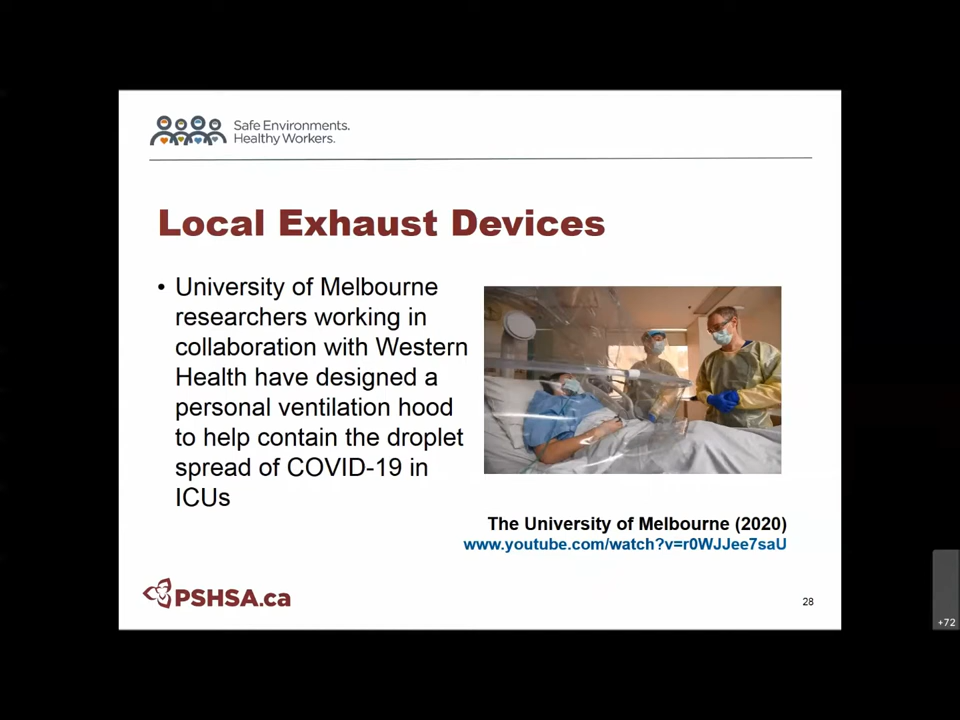 Safe Environments.
Healthy Workers.
Local Exhaust Devices
• University of Melbourne
researchers working in
collaboration with Western
Health have designed a
personal ventilation hood
to help contain the droplet
spread of COVID-19 in
ICUs
The University of Melbourne (2020)
www.youtube.com/watch?v=r0WJJee7saU
PSHSA.ca
28
+72